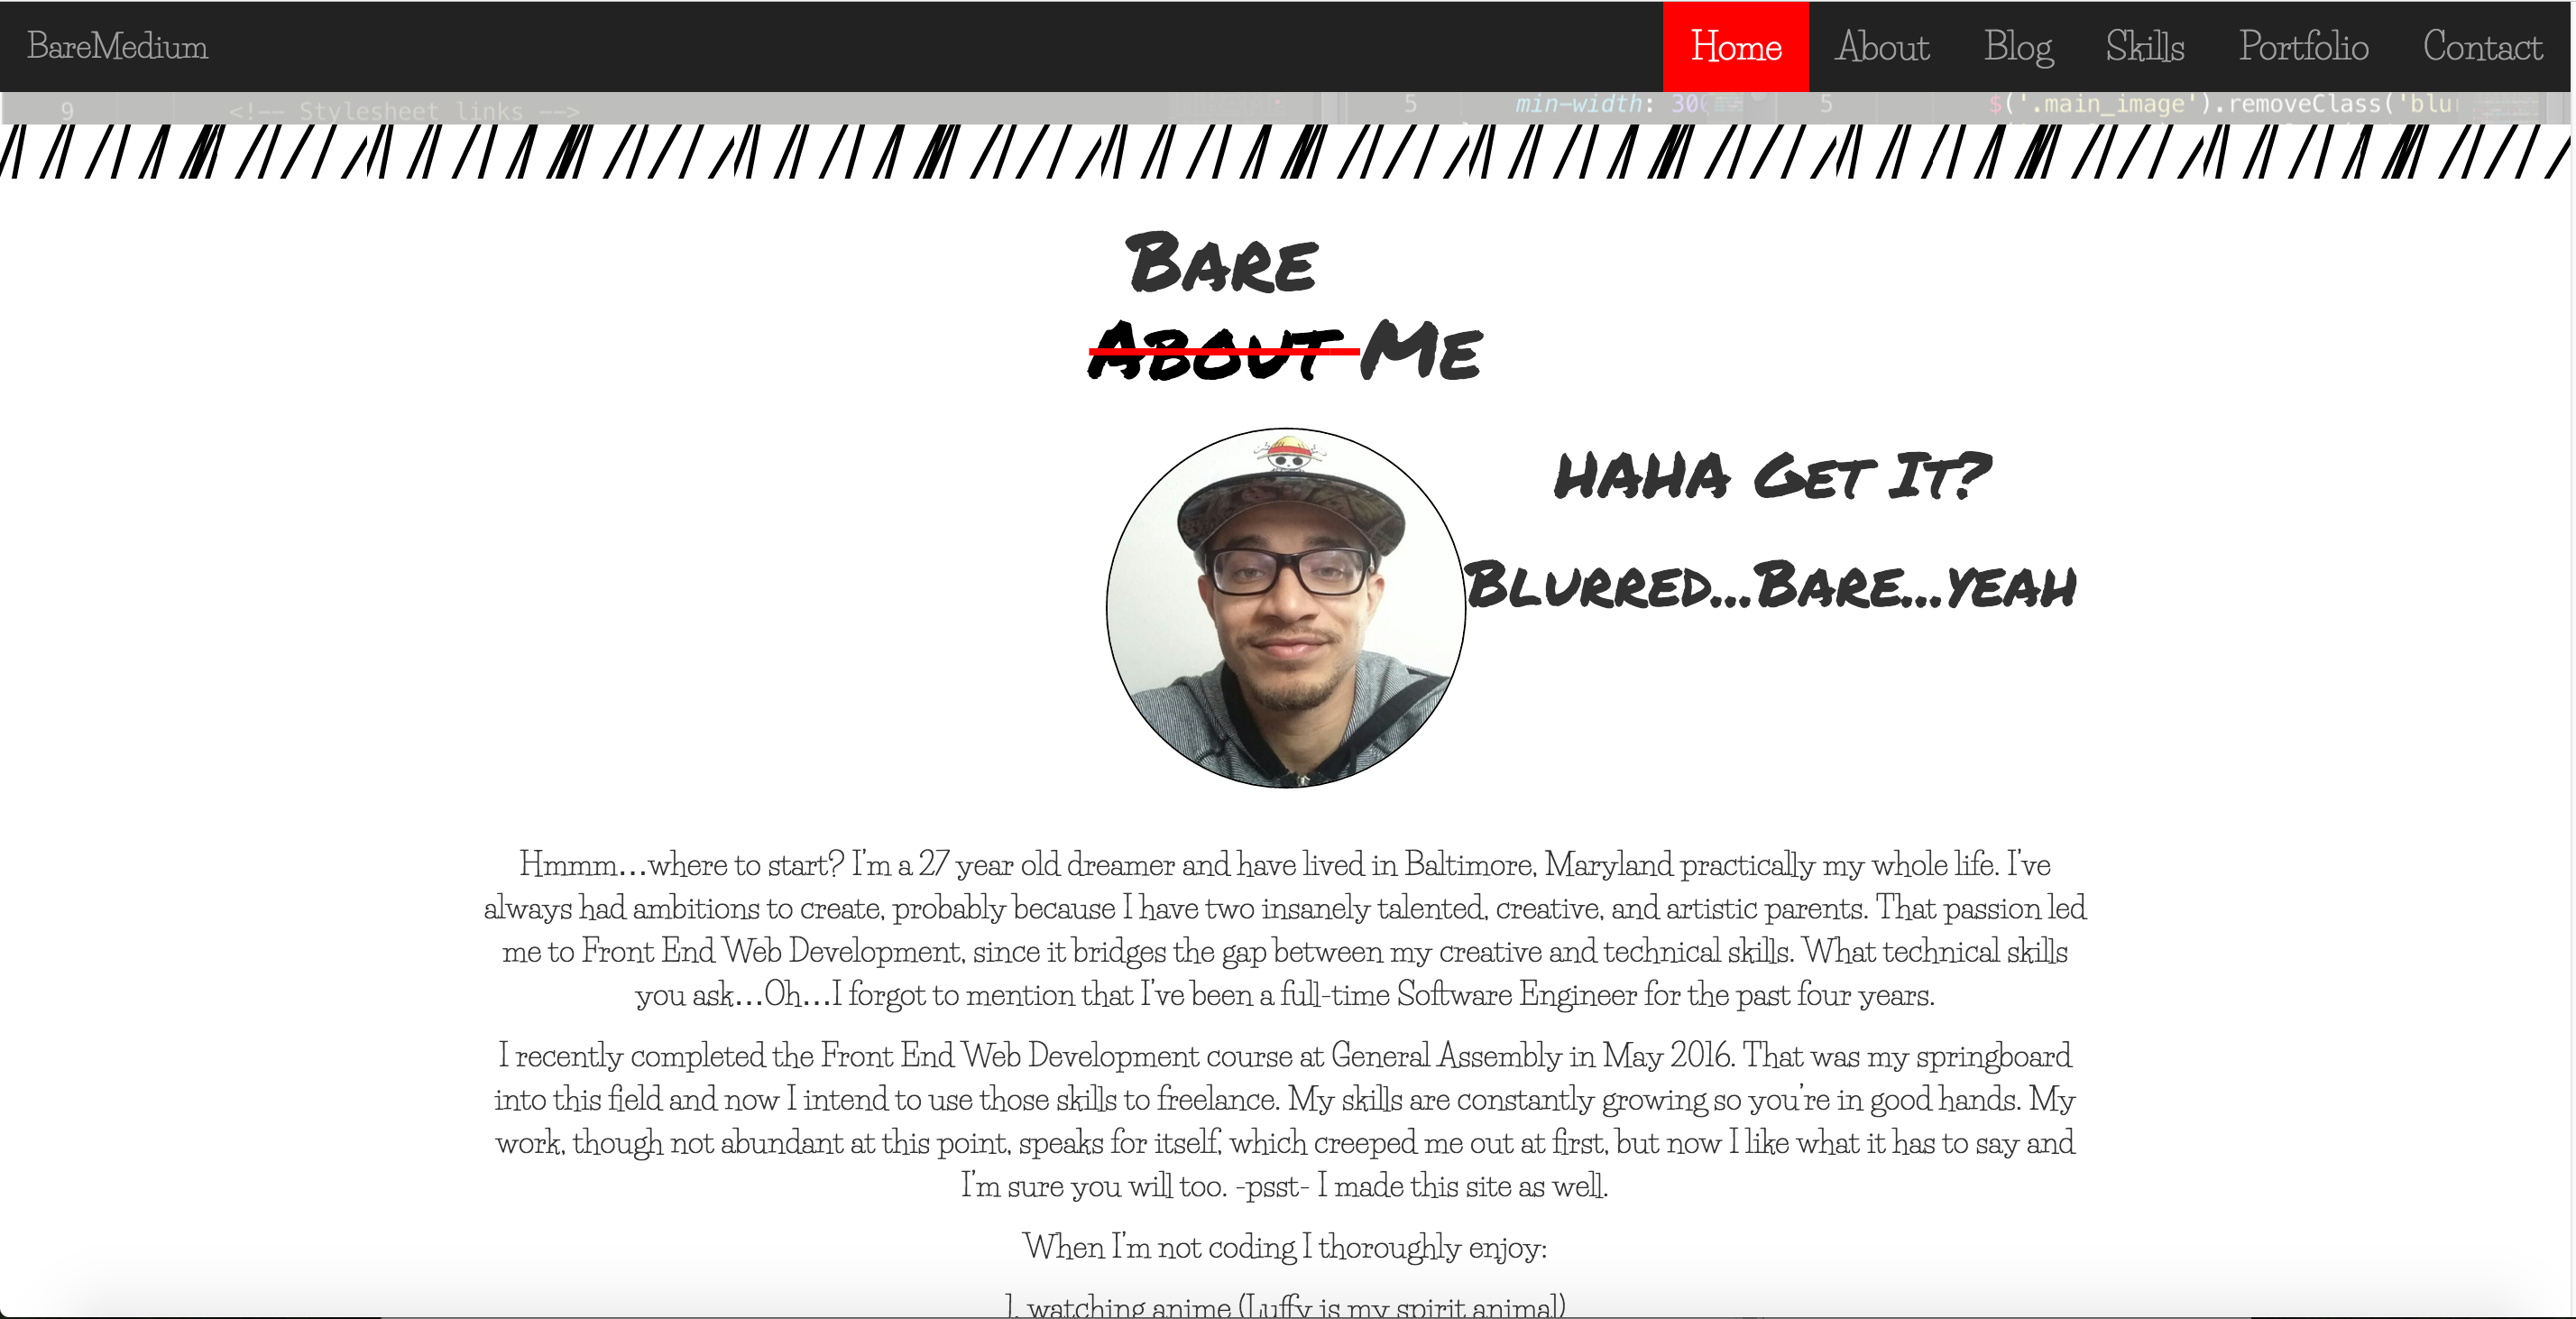 BareMedium
Home About Blog Skills Portfolio Contact
9 <!-- Stylesheet links --> 5 min-width: 300 5 $('.main_image').removeClass('blu
Bare
About Me
HAHA Get It?
Blurred...Bare...yeah
Hmmm...where to start? I'm a 27 year old dreamer and have lived in Baltimore, Maryland practically my whole life. I've
always had ambitions to create, probably because I have two insanely talented, creative, and artistic parents. That passion led
me to Front End Web Development, since it bridges the gap between my creative and technical skills. What technical skills
you ask...Oh...I forgot to mention that I've been a full-time Software Engineer for the past four years.
I recently completed the Front End Web Development course at General Assembly in May 2016. That was my springboard
into this field and now I intend to use those skills to freelance. My skills are constantly growing so you're in good hands. My
work, though not abundant at this point, speaks for itself, which creeped me out at first, but now I like what it has to say and
I'm sure you will too. -psst- I made this site as well.
When I'm not coding I thoroughly enjoy:
1. watching anime (Luffy is my spirit animal)